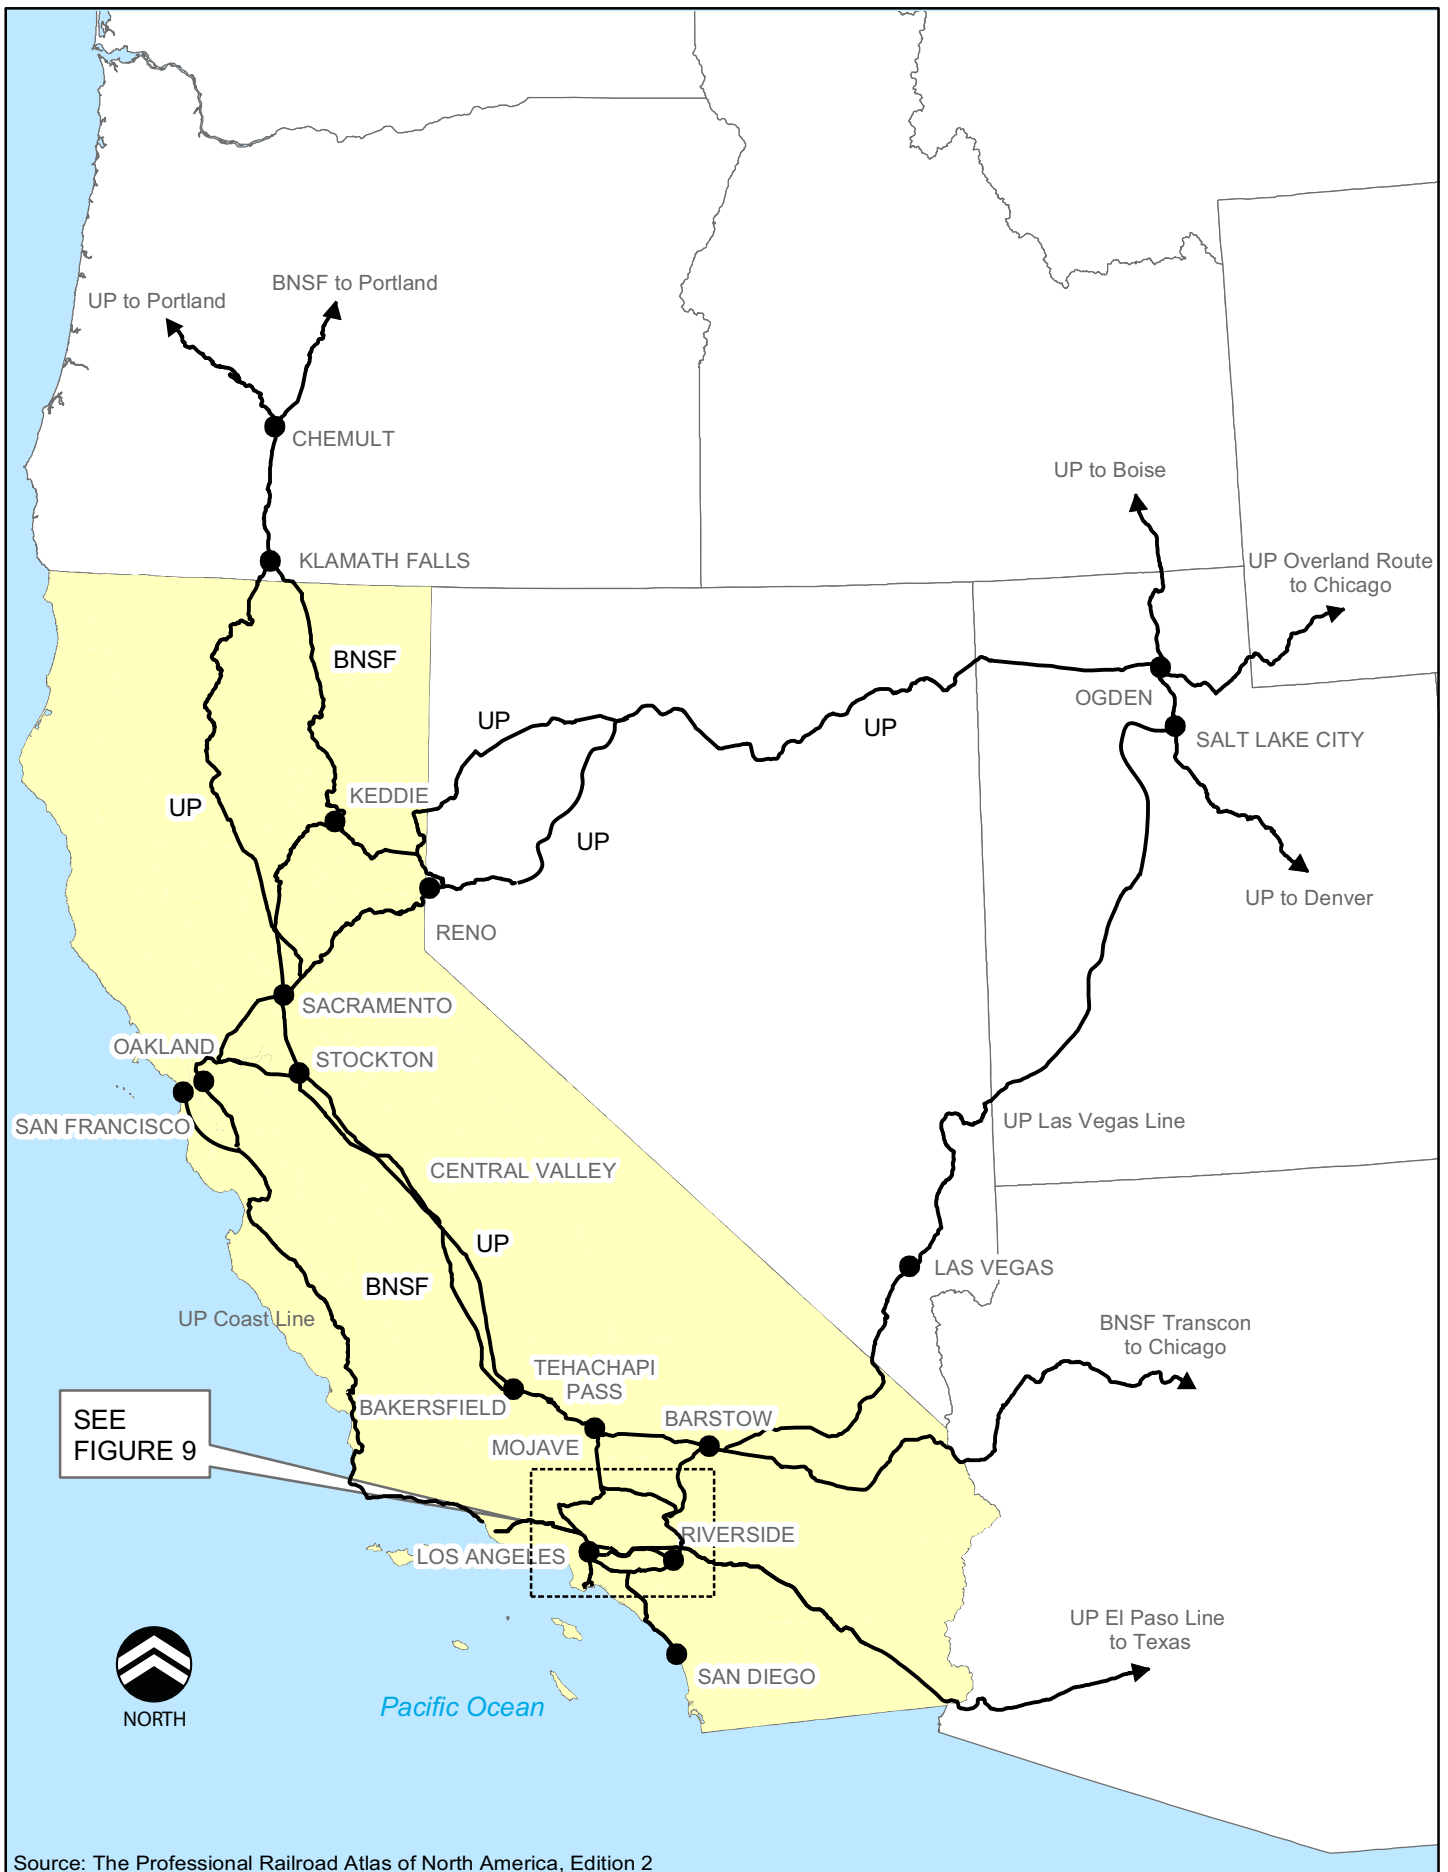 BNSF to Portland
UP to Portland
CHEMULT
UP to Boise
KLAMATH FALLS
UP Overland Route
to Chicago
BNSF
OGDEN
UP
UP
SALT LAKE CITY
KEDDIE
UP
UP
UP to Denver
RENO
SACRAMENTO
OAKLAND
STOCKTON
SAN FRANCISCO
UP Las Vegas Line
CENTRAL VALLEY
UP
LAS VEGAS
BNSF
UP Coast Line
BNSF Transcon
to Chicago
TEHACHAPI
PASS
BAKERSFIELD
BARSTOW
SEE
FIGURE 9
MOJAVE
RIVERSIDE
LOS ANGELES
UP El Paso Line
to Texas
SAN DIEGO
Pacific Ocean
NORTH
Source: The Professional Railroad Atlas of North America, Edition 2